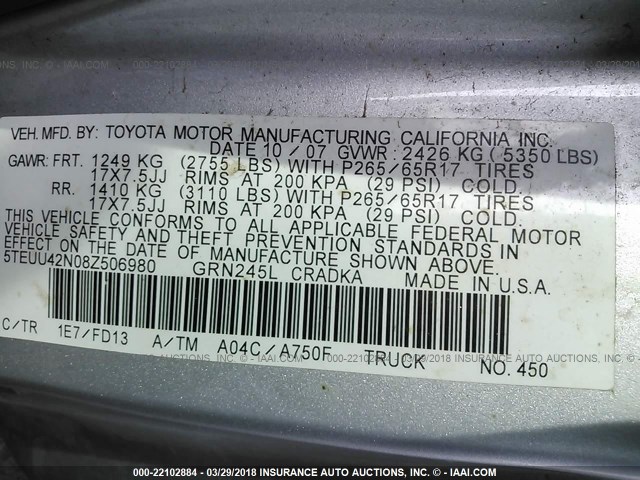 VEH. MFD. BY: TOYOTA MOTOR MANUFACTURING CALIFORNIA INC.
DATE 10/07 GVWR: 2426 KG ( 5350 LBS)
GAWR: FRT. 1249 KG (2755 LBS) WITH P265/65R17 TIRES
17X7.5JJ RIMS AT 200 KPA (29 PSI) COLD.
RR. 1410 KG (3110 LBS) WITH P265/65R17 TIRES
17X7.5JJ RIMS AT 200 KPA (29 PSI) COLD.
THIS VEHICLE CONFORMS TO ALL APPLICABLE FEDERAL MOTOR
VEHICLE SAFETY AND THEFT PREVENTION STANDARDS IN
EFFECT ON THE DATE OF MANUFACTURE SHOWN ABOVE.
5TEUU42N08Z506980 GRN245L CRADKA MADE IN U.S.A.
C/TR 1E7/FD13 A/TM A04C/A750F TRUCK NO. 450
000-22102884 - 03/29/2018 INSURANCE AUTO AUCTIONS - © - IAAI.COM